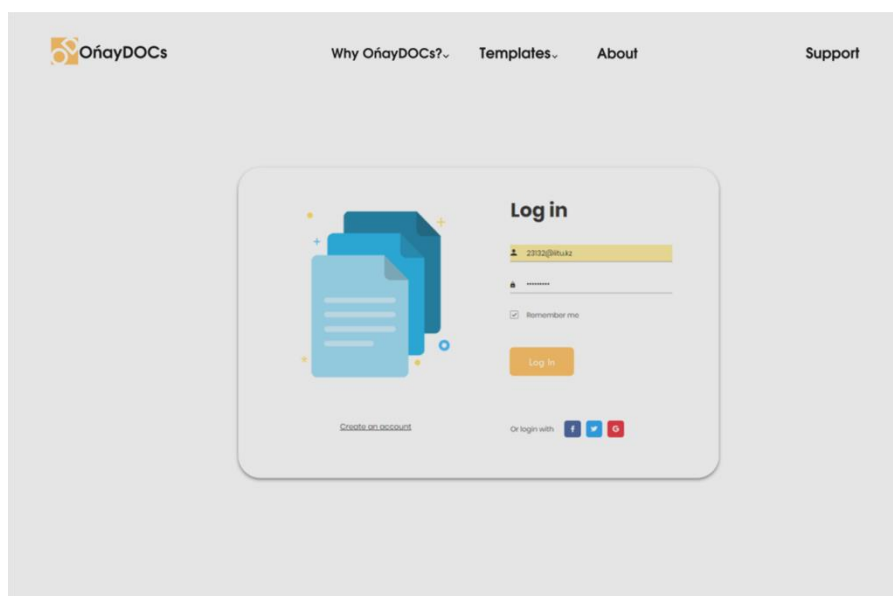 OńayDOCs
Why OńayDOCs?
Templates
About
Support
Log in
23132@iitu.kz
•••••••••
Remember me
Log In
Create an account
Or login with